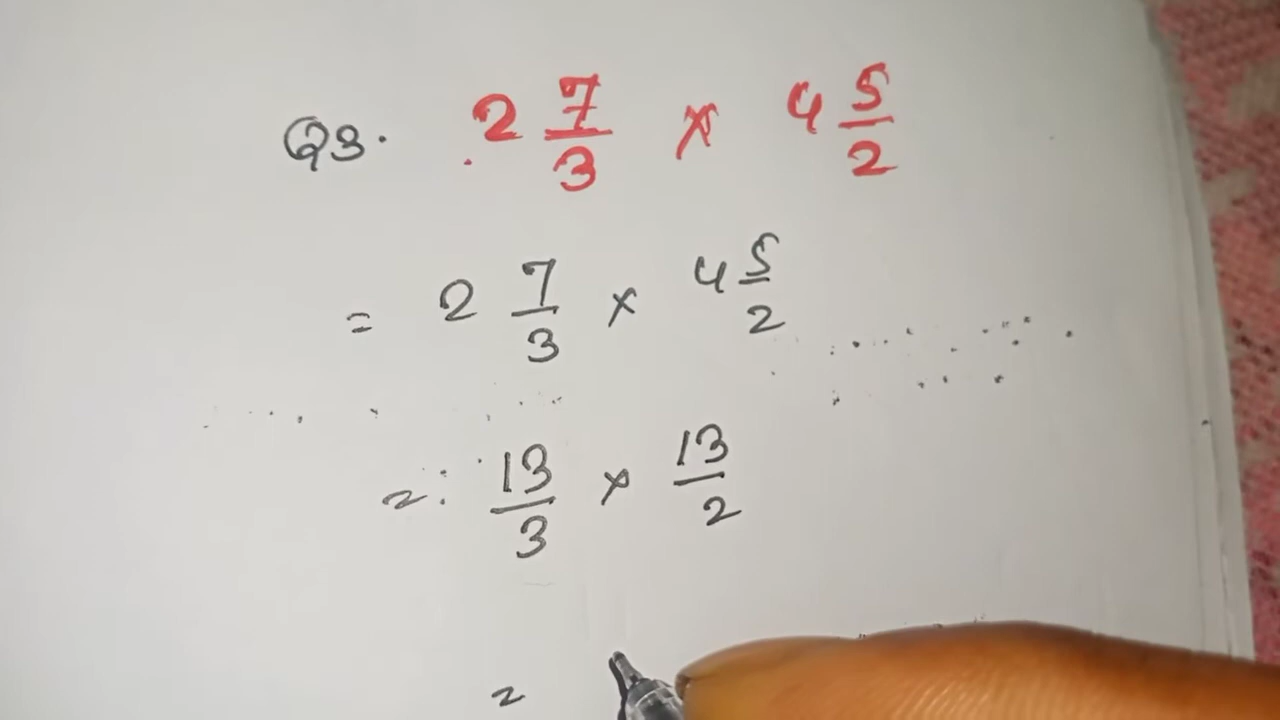 Q3. 2 7/3 × 4 5/2
= 2 7/3 × 4 5/2
= 13/3 × 13/2
=